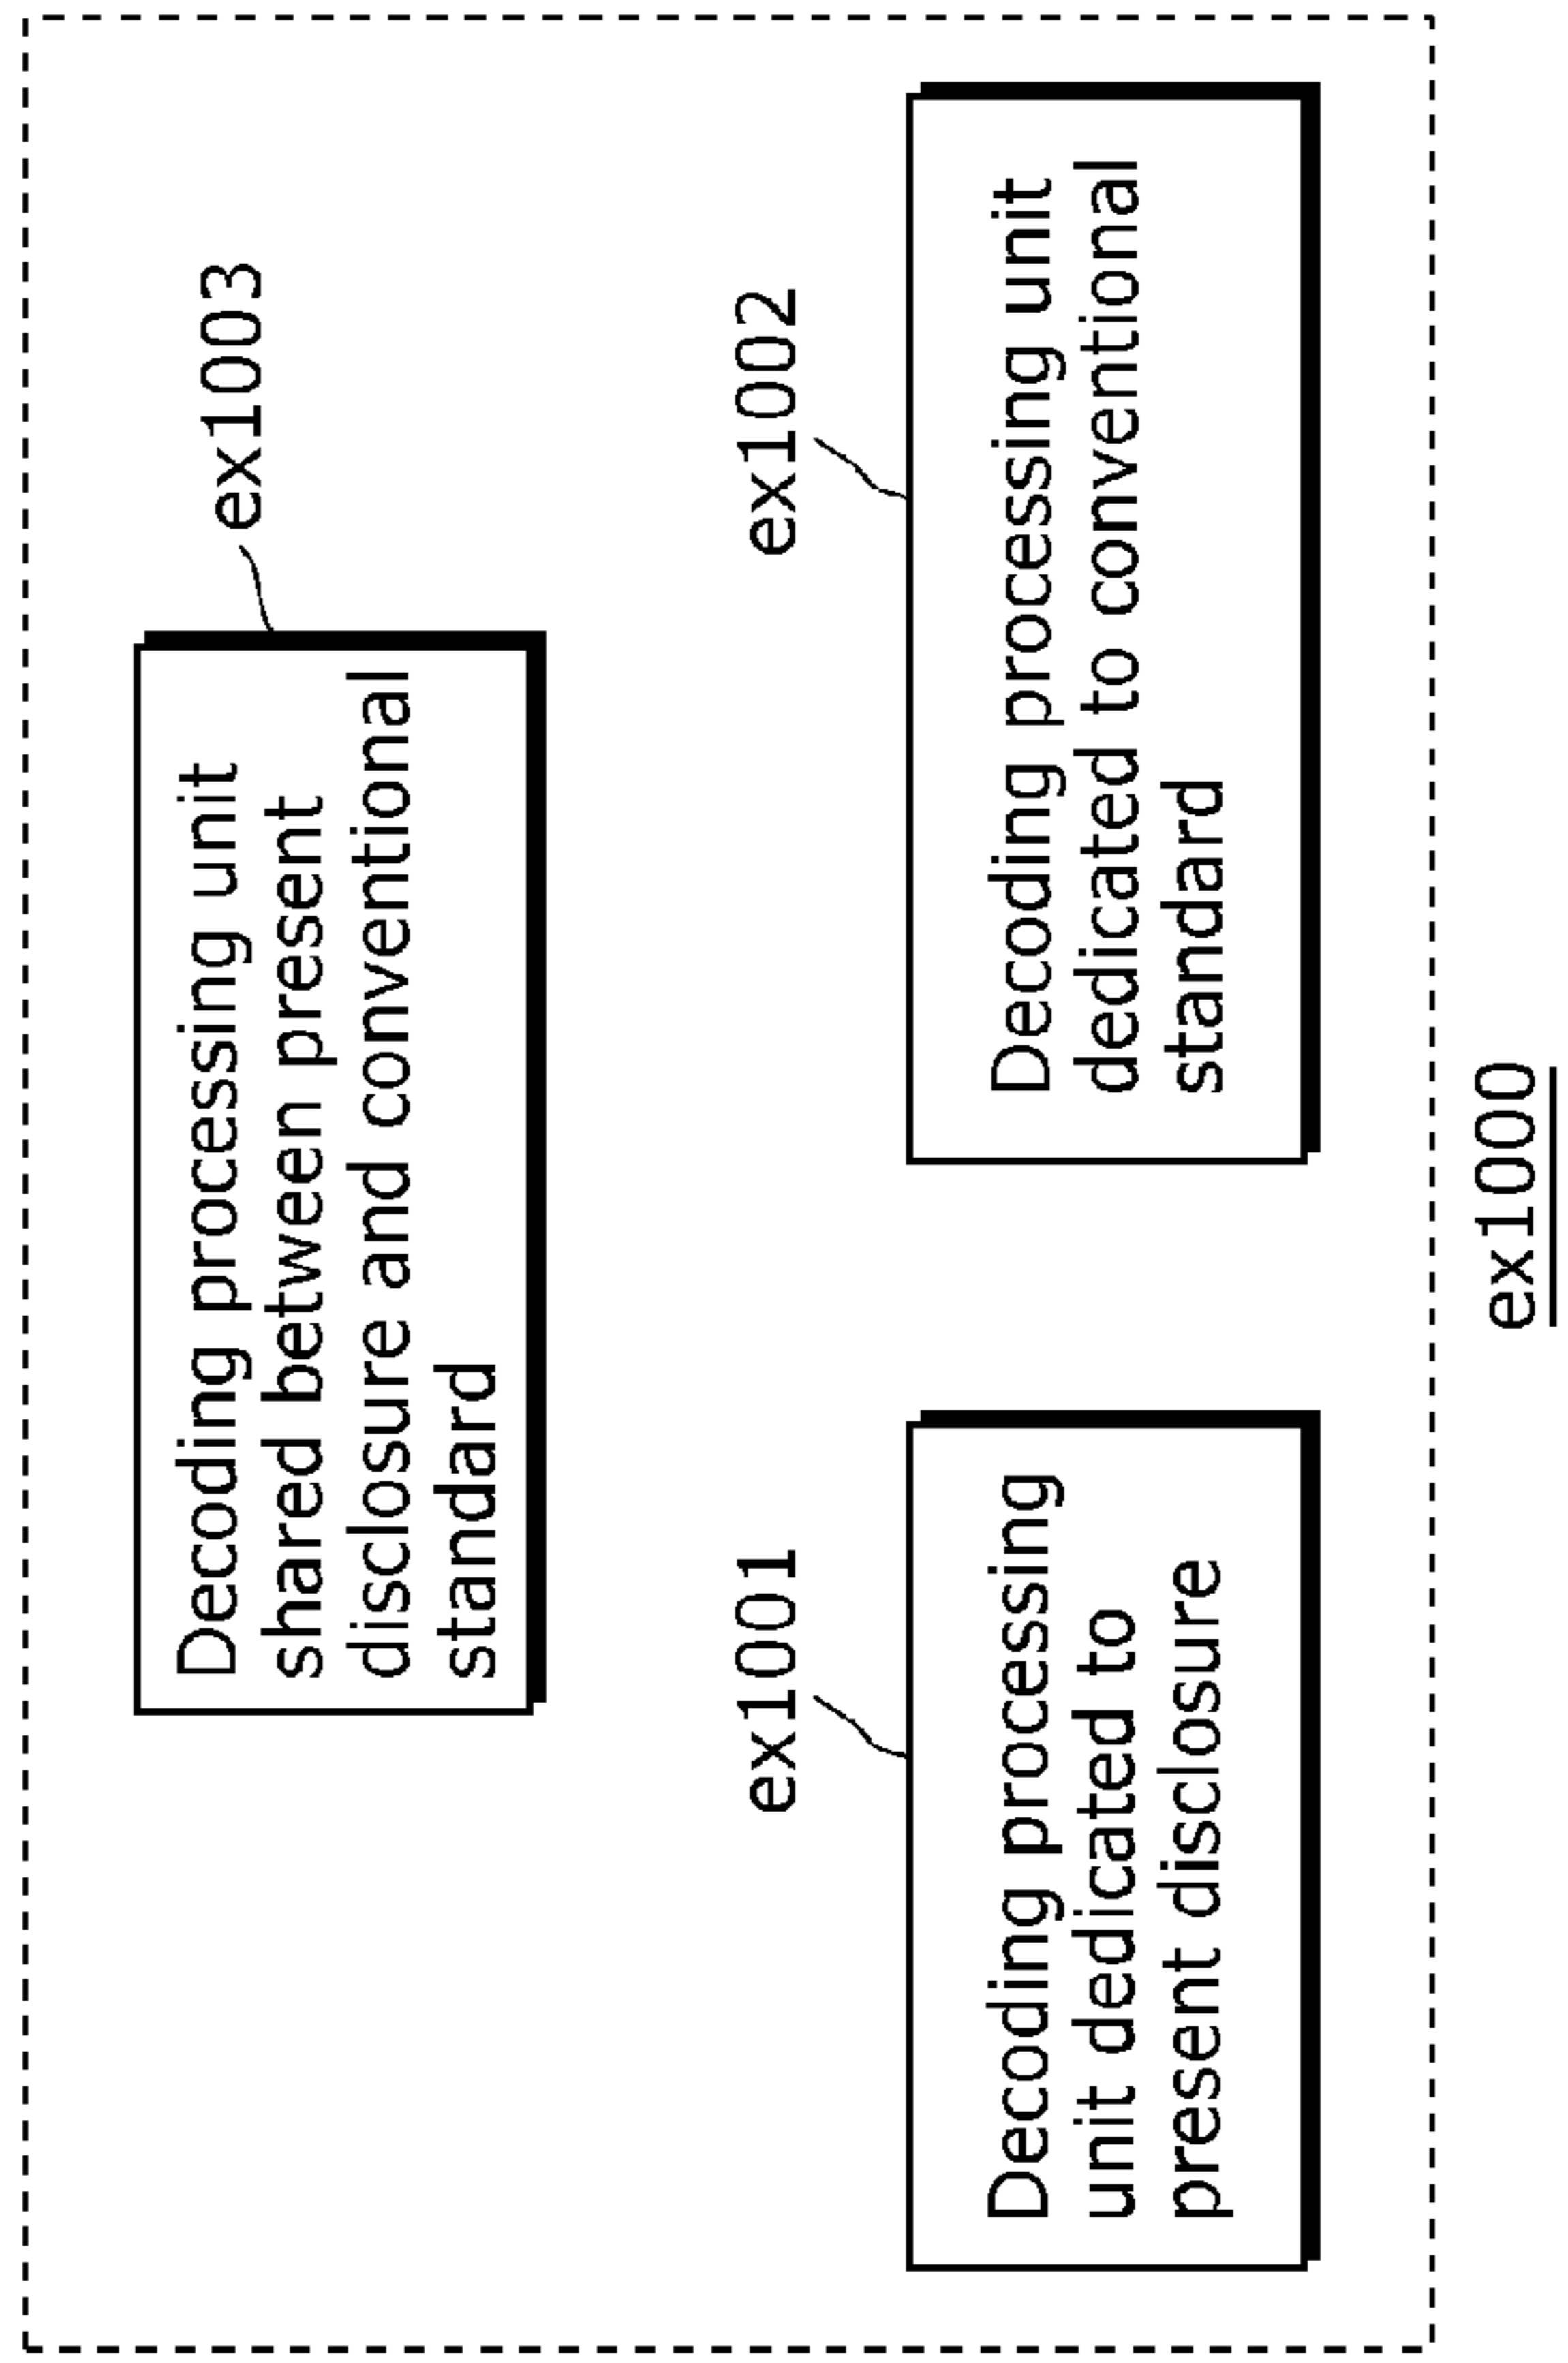 ex1003
Decoding processing unit
shared between present
disclosure and conventional
standard
ex1001
Decoding processing
unit dedicated to
present disclosure
ex1002
Decoding processing unit
dedicated to conventional
standard
ex1000